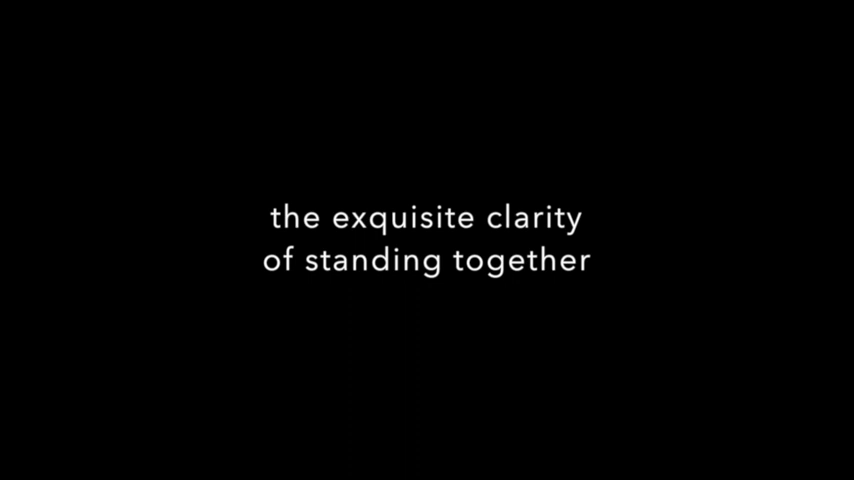 the exquisite clarity
of standing together